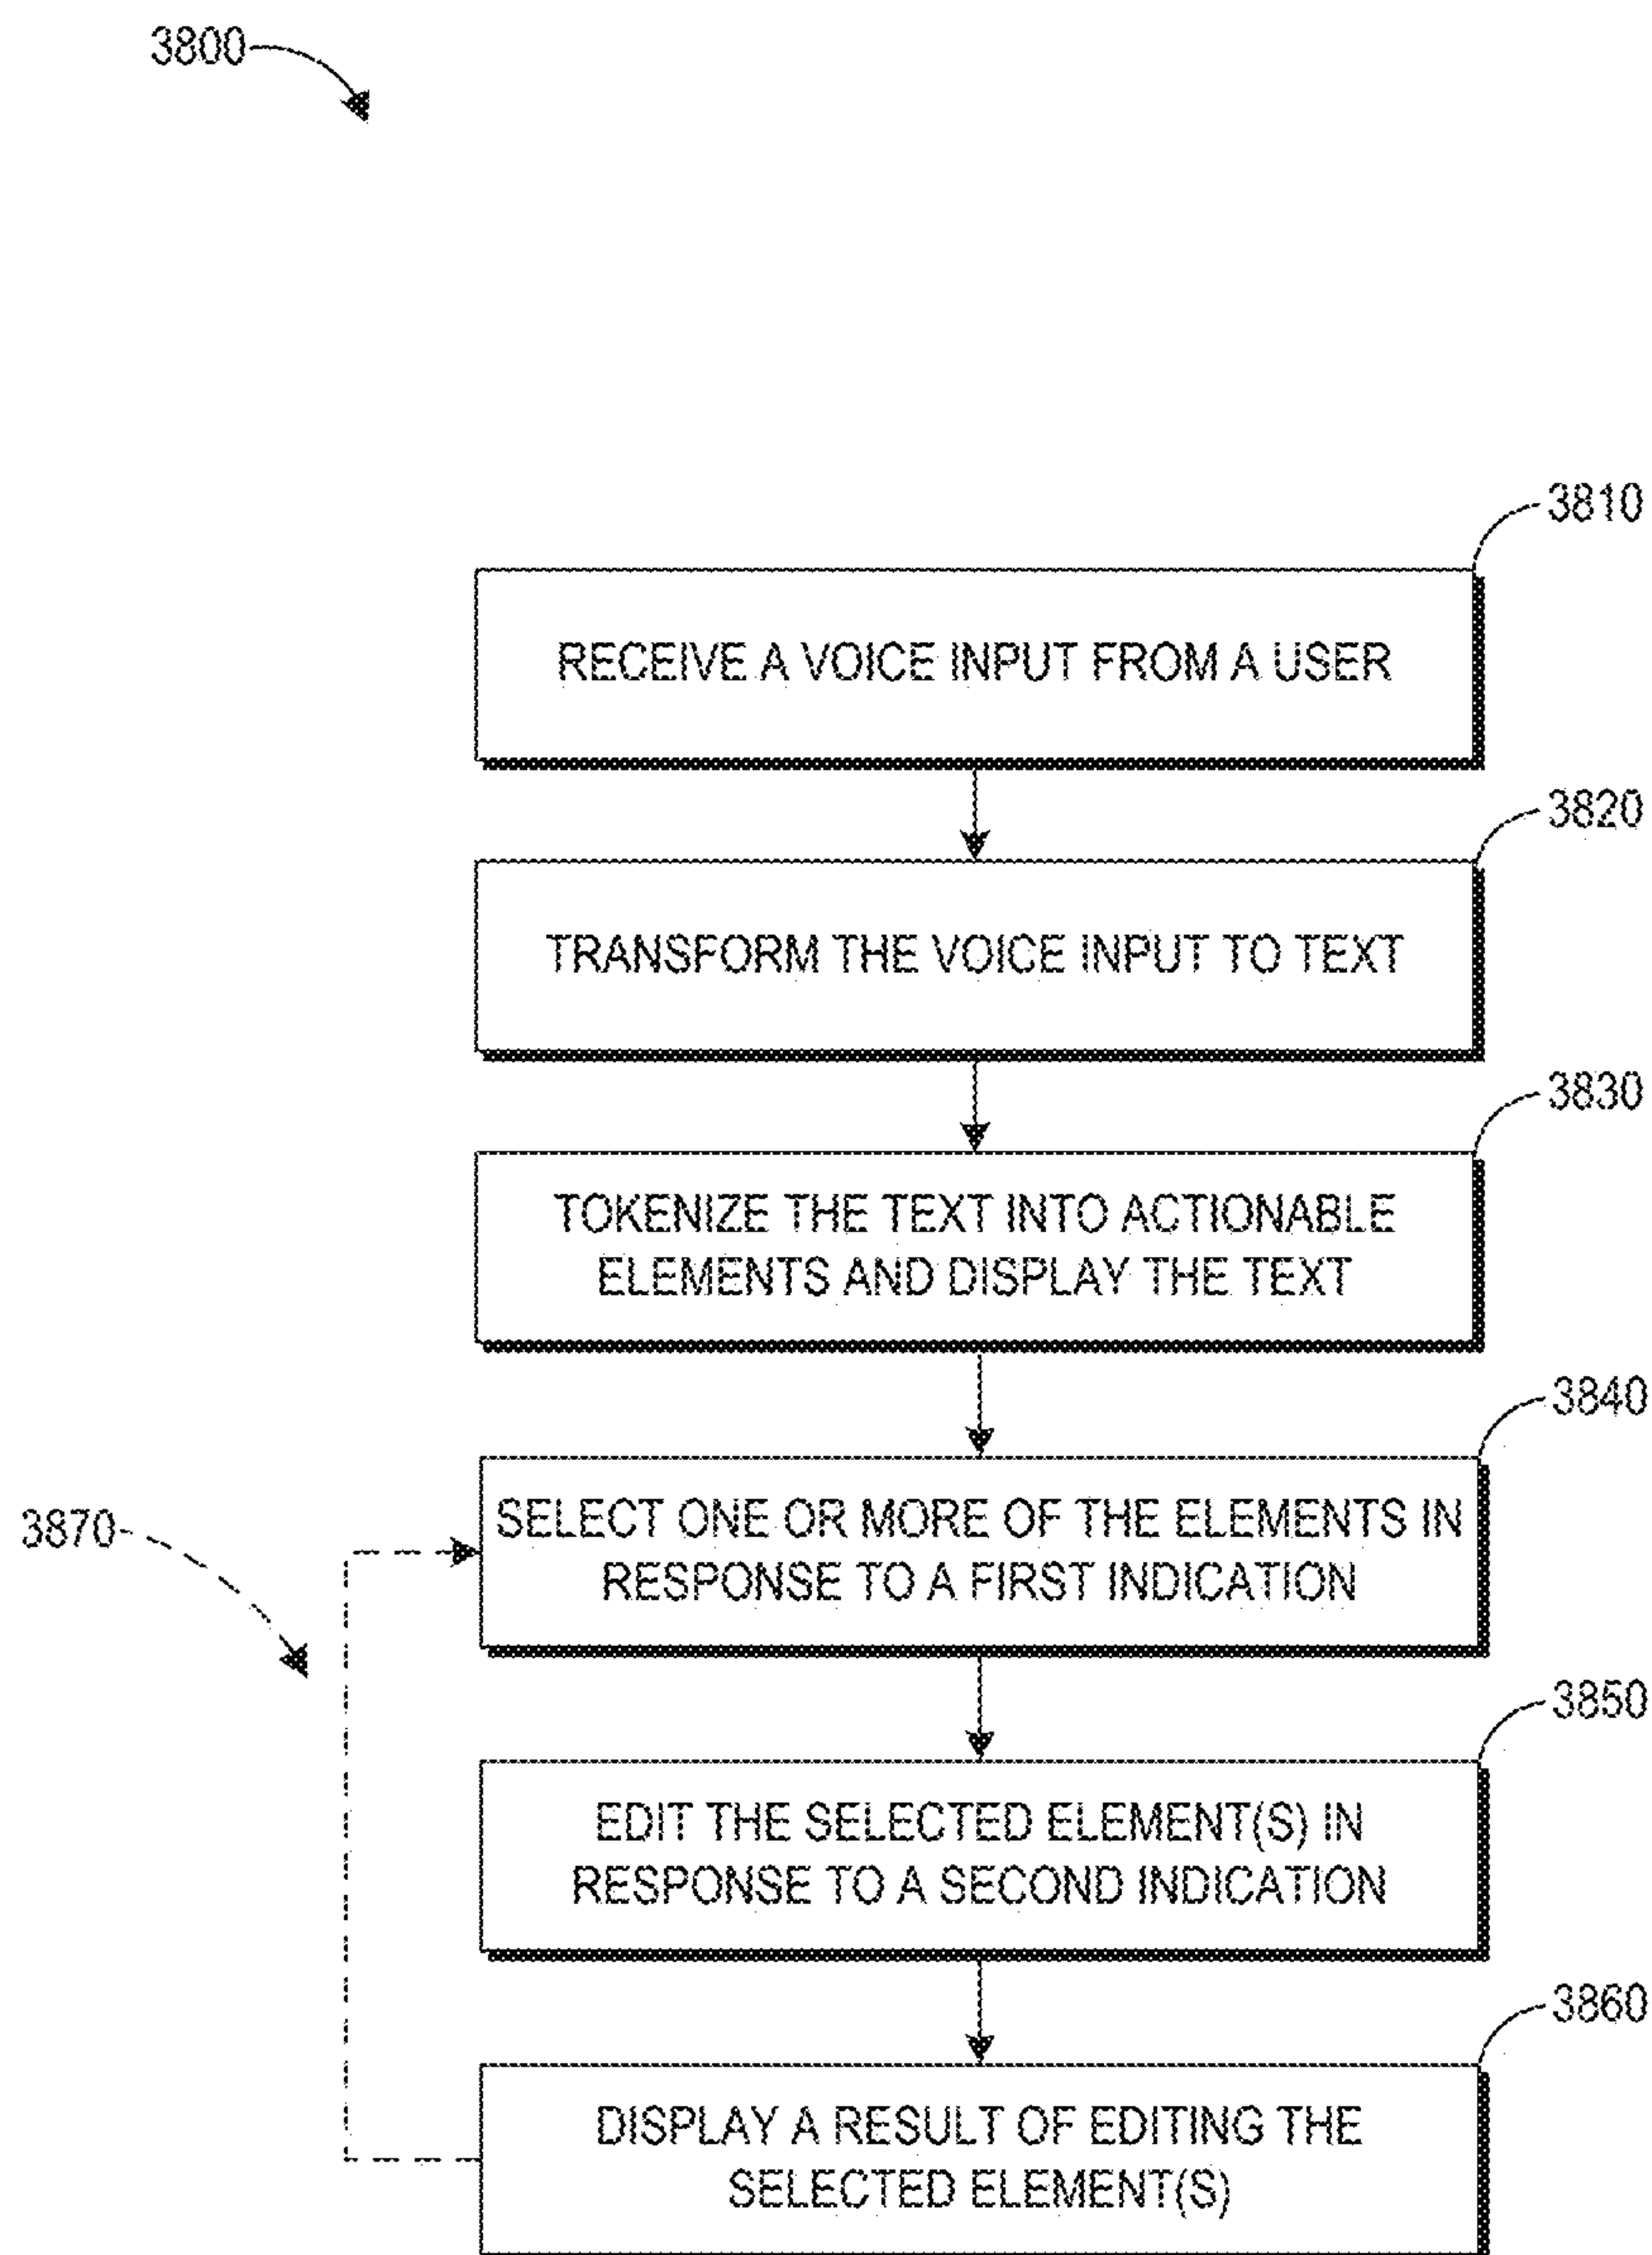 3800
3810
RECEIVE A VOICE INPUT FROM A USER
3820
TRANSFORM THE VOICE INPUT TO TEXT
3830
TOKENIZE THE TEXT INTO ACTIONABLE
ELEMENTS AND DISPLAY THE TEXT
3840
SELECT ONE OR MORE OF THE ELEMENTS IN
RESPONSE TO A FIRST INDICATION
3870
3850
EDIT THE SELECTED ELEMENT(S) IN
RESPONSE TO A SECOND INDICATION
3860
DISPLAY A RESULT OF EDITING THE
SELECTED ELEMENT(S)